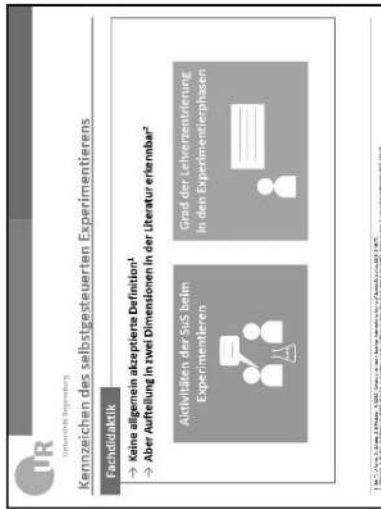 UR
Universität Regensburg
Kennzeichen des selbstgesteuerten Experimentierens
Fachdidaktik
→ Keine allgemein akzeptierte Definition¹
→ Aber Aufteilung in zwei Dimensionen in der Literatur erkennbar²
Aktivitäten der SuS beim
Experimentieren
Grad der Lehrerzentrierung
in den Experimentierphasen